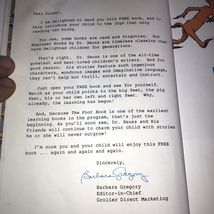 Dear Parent:
I am delighted to send you this FREE book, and to
help introduce your child to the joys that only
reading can bring.
You see, some books are read and forgotten. But
Beginner Books by Dr. Seuss are timeless classics that
have delighted children for generations.
That's right. Dr. Seuss is one of the all-time
greatest and best-loved children's writers. And for
good reason! His stories feature such ingenious
characters, wondrous images and imaginative language,
they can't help but thrill, entertain and instruct.
Just open your FREE book and see for yourself.
Watch as your child points to the big feet, the pig
feet, his or her own left and right feet. Why,
already, the learning has begun!
And, because The Foot Book is one of the earliest
learning books in the program, that's just the
beginning. As you'll soon see, Dr. Seuss and His
Friends will continue to charm your child with stories
he or she will never outgrow!
I'm sure you and your child will enjoy this FREE
book ... again and again and again.
Sincerely,
Barbara Gregory
Barbara Gregory
Editor-in-Chief
Grolier Direct Marketing